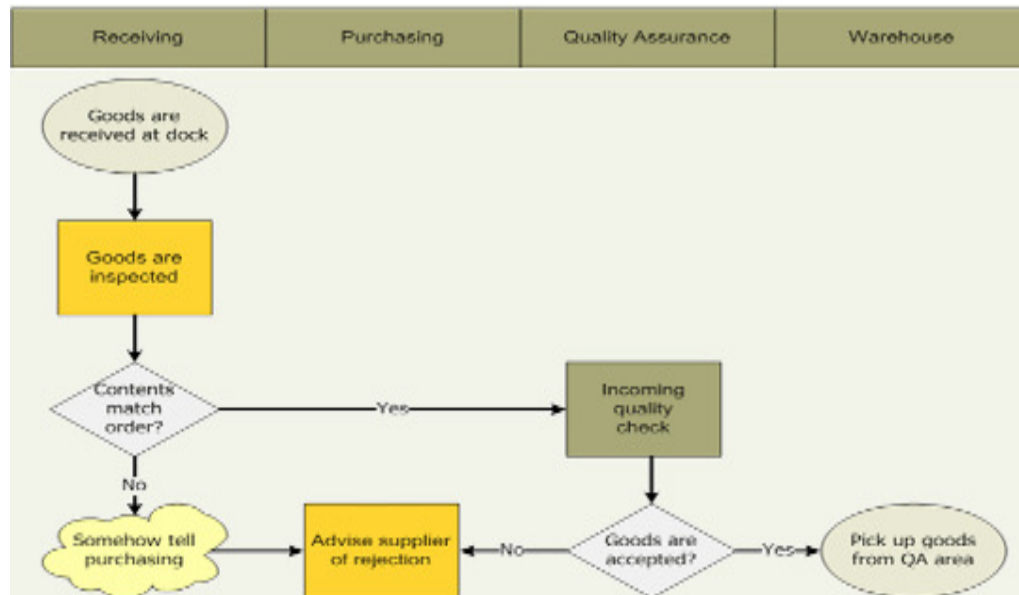 Receiving
Purchasing
Quality Assurance
Warehouse
Goods are
received at dock
Goods are
inspected
Contents
match
order?
Yes
Incoming
quality
check
No
Somehow tell
purchasing
Advise supplier
of rejection
No
Goods are
accepted?
Yes
Pick up goods
from QA area